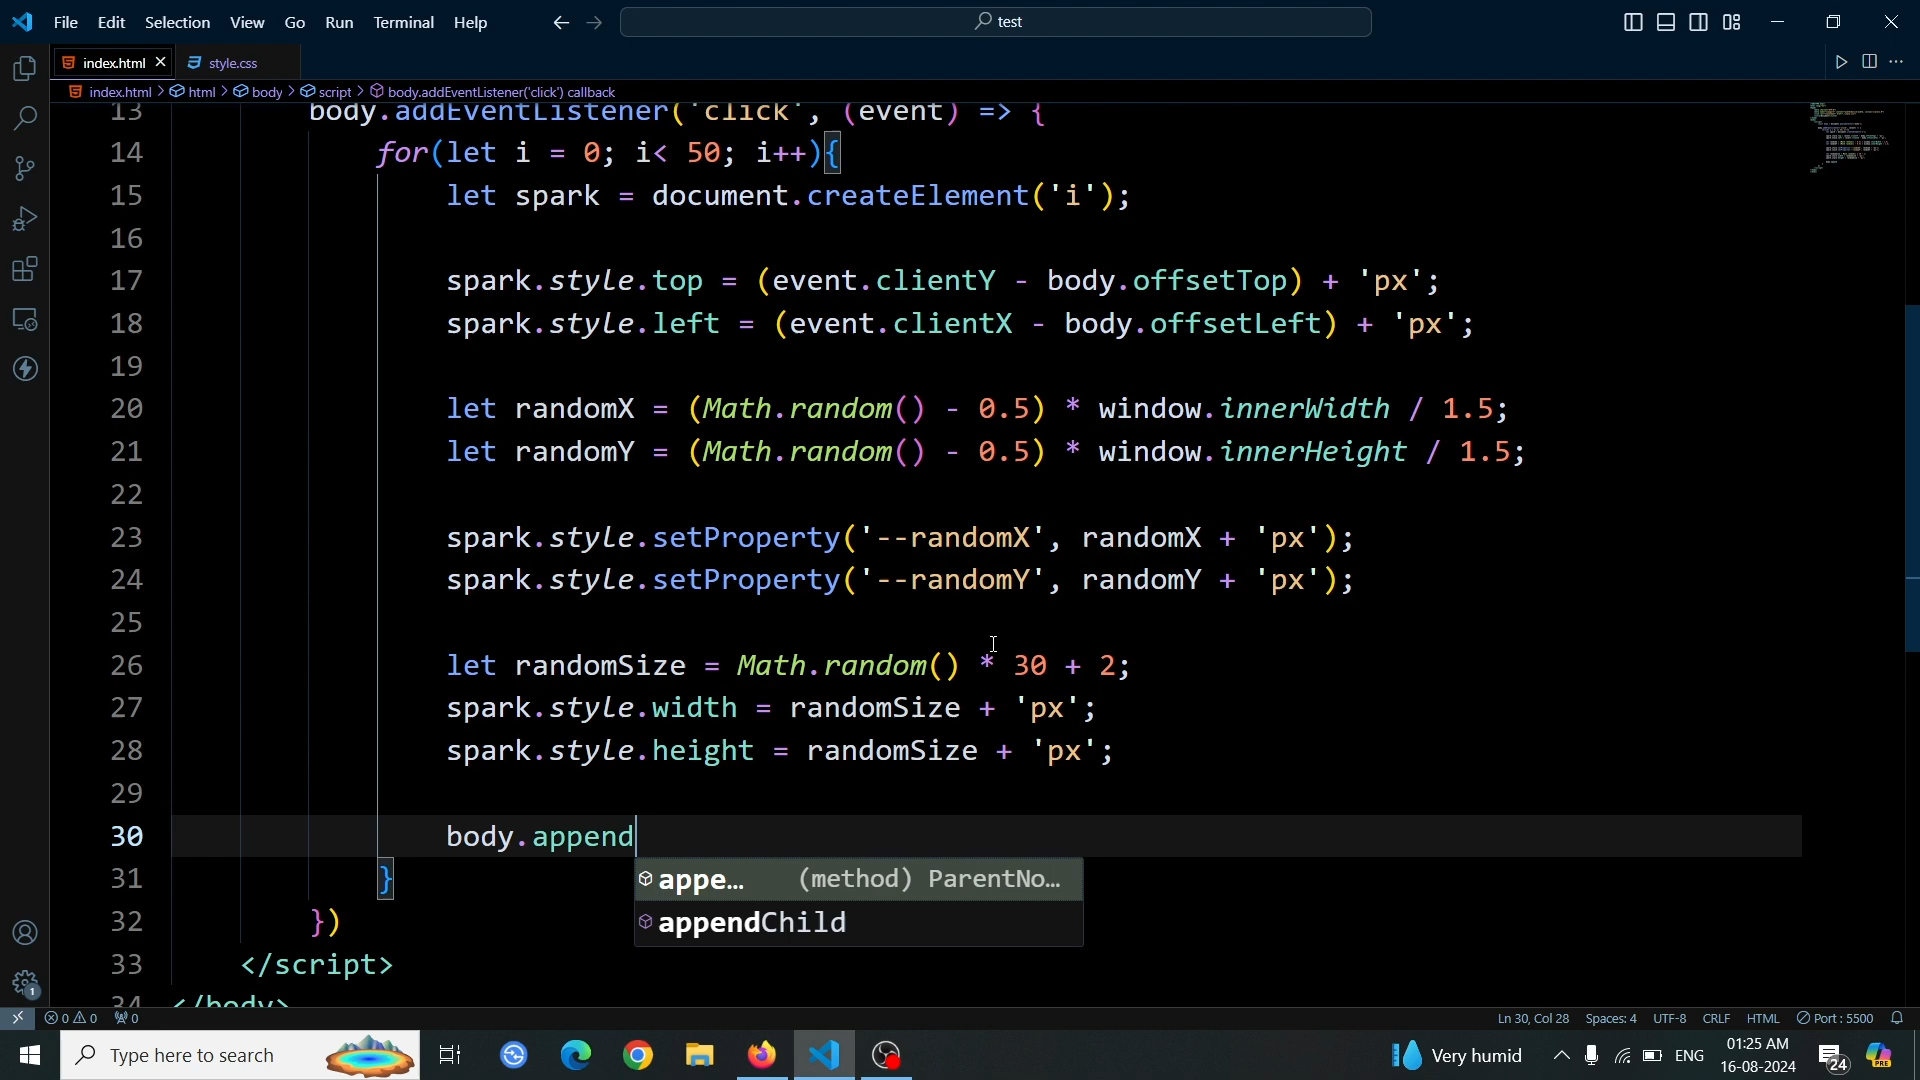 File Edit Selection View Go Run Terminal Help
test
index.html
style.css
index.html > html > body > script > body.addEventListener('click') callback
13 body.addEventListener('click', (event) => {
14 for(let i = 0; i< 50; i++){
15 let spark = document.createElement('i');
16
17 spark.style.top = (event.clientY - body.offsetTop) + 'px';
18 spark.style.left = (event.clientX - body.offsetLeft) + 'px';
19
20 let randomX = (Math.random() - 0.5) * window.innerWidth / 1.5;
21 let randomY = (Math.random() - 0.5) * window.innerHeight / 1.5;
22
23 spark.style.setProperty('--randomX', randomX + 'px');
24 spark.style.setProperty('--randomY', randomY + 'px');
25
26 let randomSize = Math.random() * 30 + 2;
27 spark.style.width = randomSize + 'px';
28 spark.style.height = randomSize + 'px';
29
30 body.append
appe… (method) ParentNo…
31 }
appendChild
32 })
33 </script>
34 </body>
1
0 0 0
Ln 30, Col 28 Spaces: 4 UTF-8 CRLF HTML Port : 5500
Type here to search
Very humid
ENG
01:25 AM
16-08-2024
24
PRE